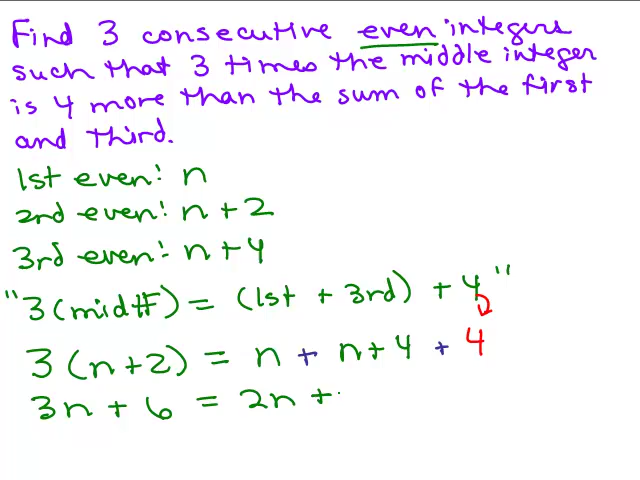 Find 3 consecutive even integers
such that 3 times the middle integer
is 4 more than the sum of the first
and third.
1st even: n
2nd even: n + 2
3rd even: n + 4
"3(mid#) = (1st + 3rd) + 4"
3(n+2) = n + n+4 + 4
3n + 6 = 2n +